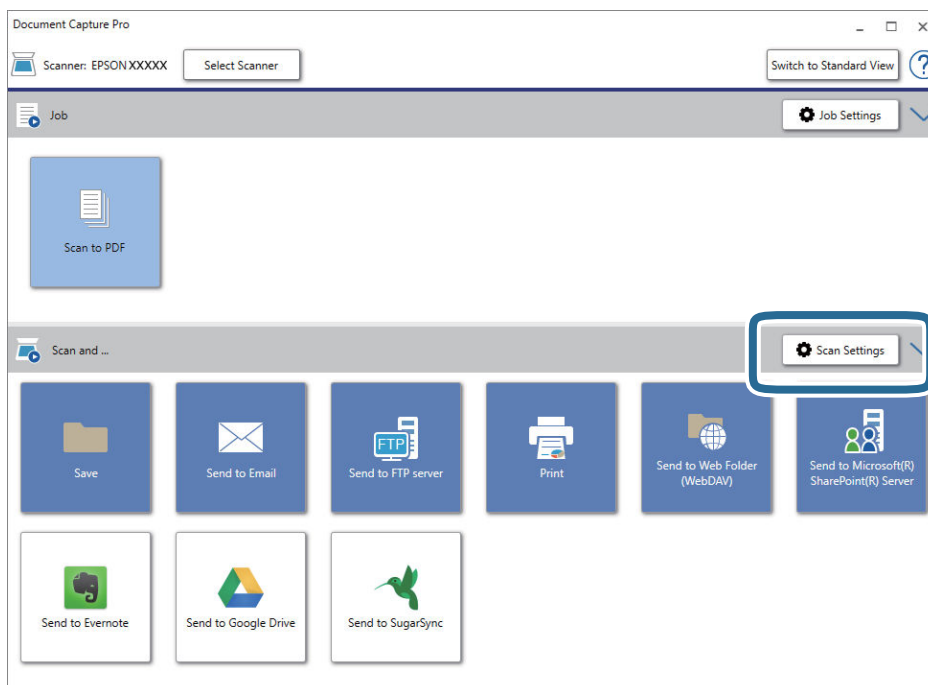 Document Capture Pro
Scanner: EPSON XXXXX
Select Scanner
Switch to Standard View
?
Job
Job Settings
Scan to PDF
Scan and ...
Scan Settings
Save
Send to Email
FTP
Send to FTP server
Print
Send to Web Folder
(WebDAV)
Send to Microsoft(R)
SharePoint(R) Server
Send to Evernote
Send to Google Drive
Send to SugarSync